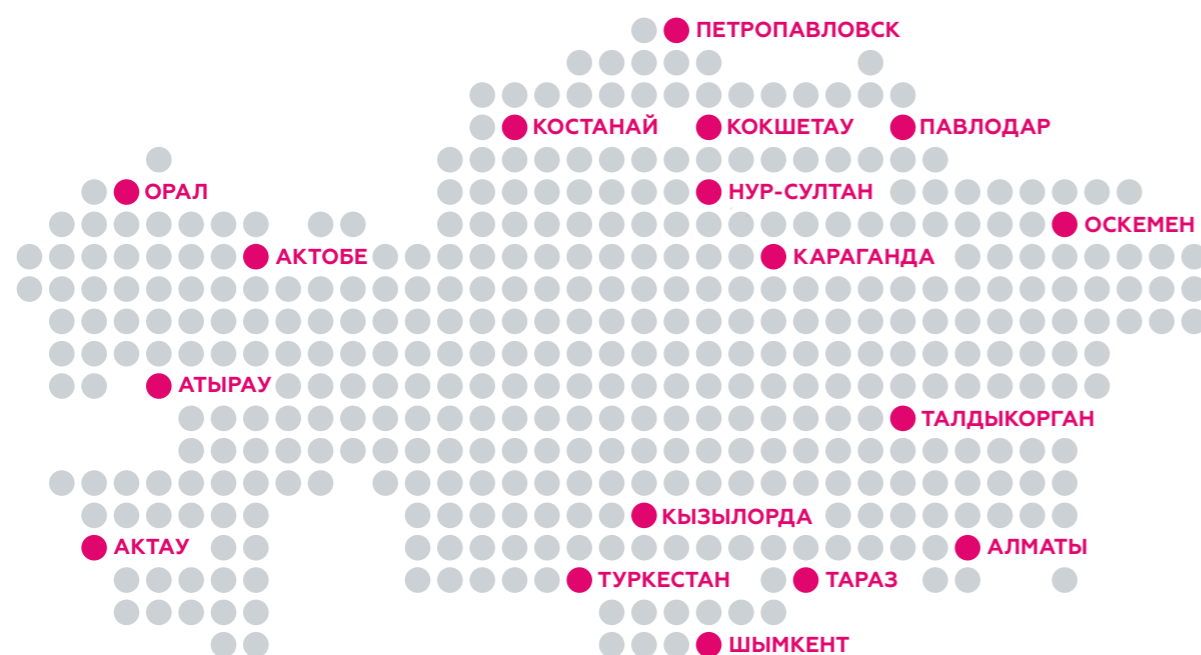 ПЕТРОПАВЛОВСК
КОСТАНАЙ
КОКШЕТАУ
ПАВЛОДАР
ОРАЛ
НУР-СУЛТАН
ОСКЕМЕН
АКТОБЕ
КАРАГАНДА
АТЫРАУ
ТАЛДЫКОРГАН
КЫЗЫЛОРДА
АКТАУ
АЛМАТЫ
ТУРКЕСТАН
ТАРАЗ
ШЫМКЕНТ